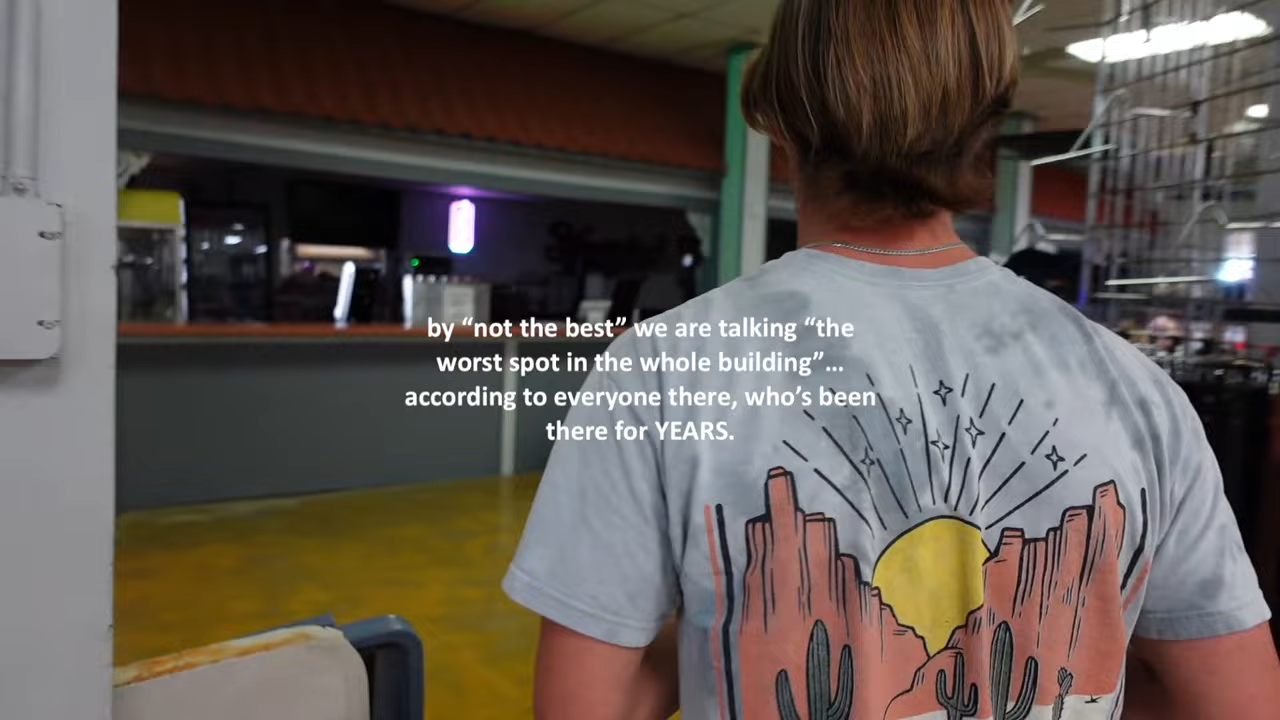 by “not the best” we are talking “the
worst spot in the whole building”...
according to everyone there, who’s been
there for YEARS.